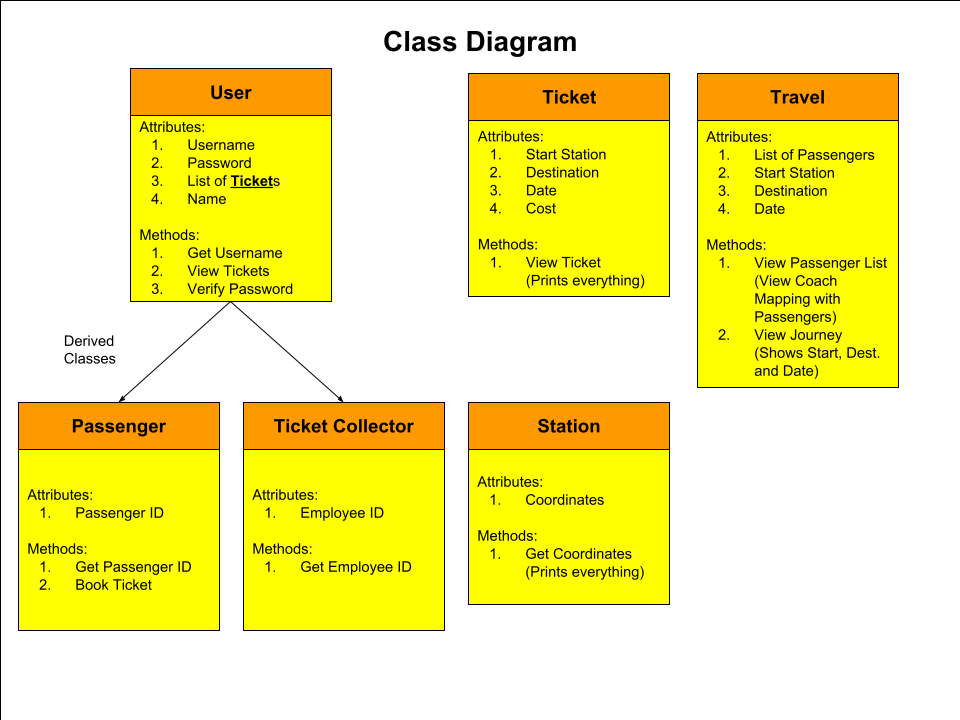 Class Diagram
User
Attributes:
1. Username
2. Password
3. List of Tickets
4. Name
Methods:
1. Get Username
2. View Tickets
3. Verify Password
Ticket
Attributes:
1. Start Station
2. Destination
3. Date
4. Cost
Methods:
1. View Ticket
(Prints everything)
Travel
Attributes:
1. List of Passengers
2. Start Station
3. Destination
4. Date
Methods:
1. View Passenger List
(View Coach
Mapping with
Passengers)
2. View Journey
(Shows Start, Dest.
and Date)
Derived
Classes
Passenger
Attributes:
1. Passenger ID
Methods:
1. Get Passenger ID
2. Book Ticket
Ticket Collector
Attributes:
1. Employee ID
Methods:
1. Get Employee ID
Station
Attributes:
1. Coordinates
Methods:
1. Get Coordinates
(Prints everything)